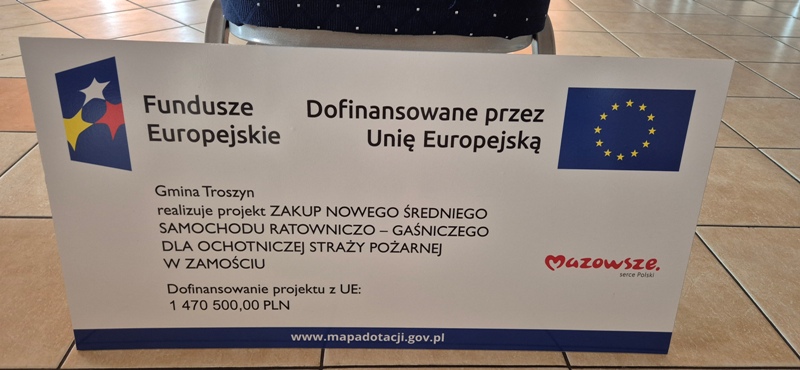 Fundusze
Europejskie
Dofinansowane przez
Unię Europejską
Gmina Troszyn
realizuje projekt ZAKUP NOWEGO ŚREDNIEGO
SAMOCHODU RATOWNICZO – GAŚNICZEGO
DLA OCHOTNICZEJ STRAŻY POŻARNEJ
W ZAMOŚCIU
Mazowsze.
serce Polski
Dofinansowanie projektu z UE:
1 470 500,00 PLN
www.mapadotacji.gov.pl